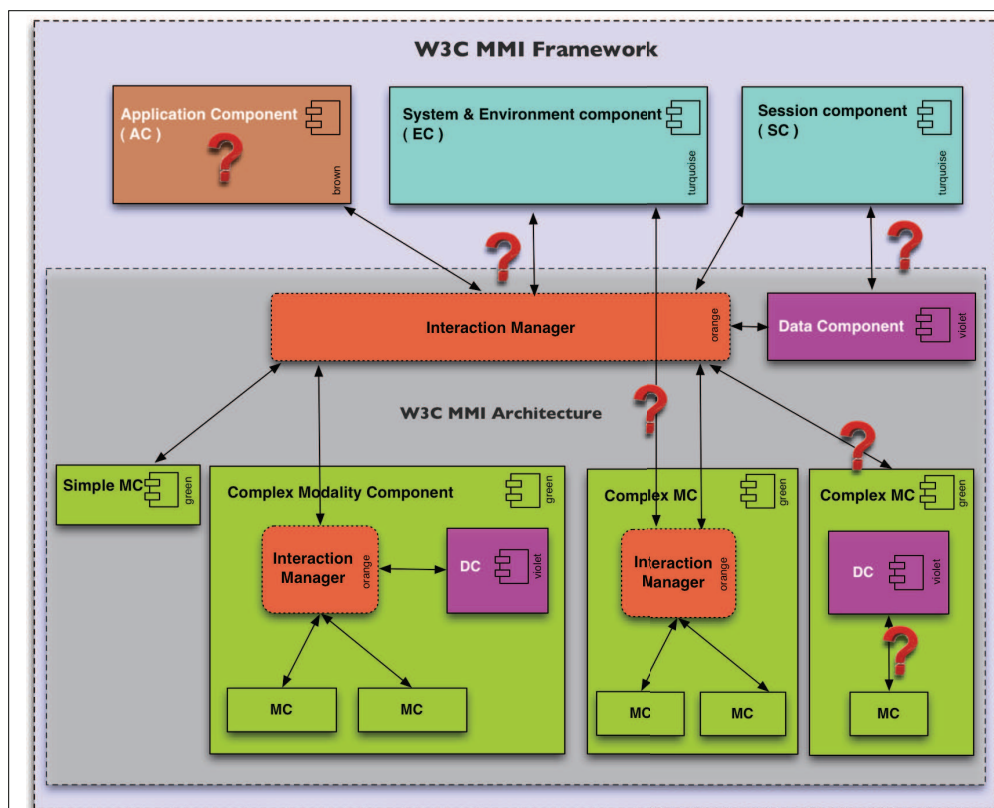 W3C MMI Framework
Application Component
( AC )
?
brown
System & Environment component
( EC )
turquoise
Session component
( SC )
turquoise
?
?
Interaction Manager
orange
Data Component
violet
?
W3C MMI Architecture
?
Simple MC
green
Complex Modality Component
green
Interaction
Manager
orange
DC
violet
MC
MC
Complex MC
green
Interaction
Manager
orange
MC
MC
Complex MC
green
DC
violet
?
MC